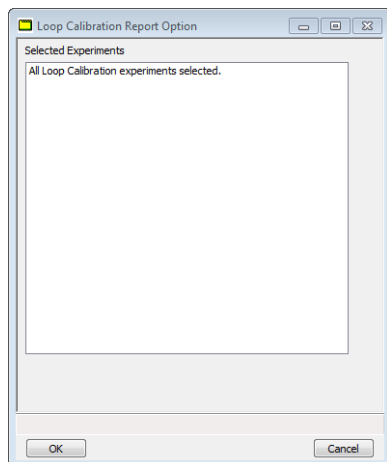 Loop Calibration Report Option
Selected Experiments
All Loop Calibration experiments selected.
OK
Cancel